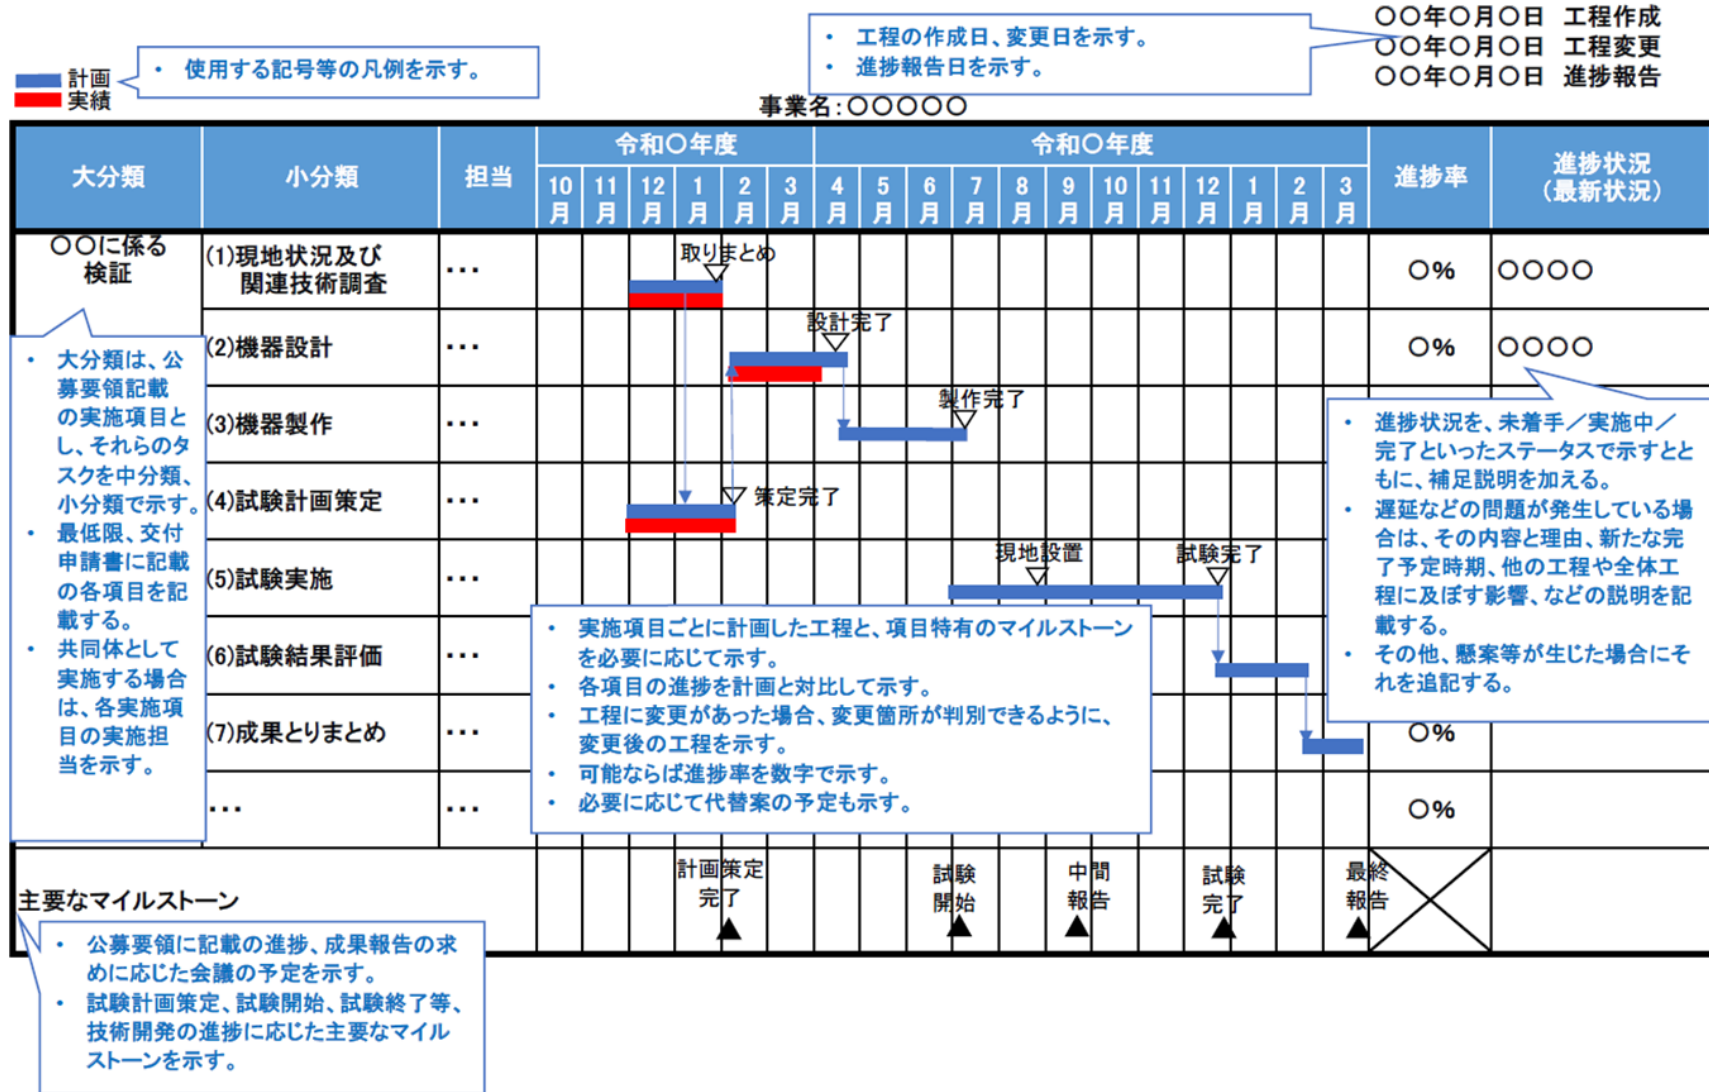 〇〇年〇月〇日 工程作成
〇〇年〇月〇日 工程変更
〇〇年〇月〇日 進捗報告
・ 工程の作成日、変更日を示す。
・ 進捗報告日を示す。
計画
実績
・ 使用する記号等の凡例を示す。
事業名:〇〇〇〇〇
大分類
小分類
担当
令和〇年度
令和〇年度
進捗率
進捗状況
(最新状況)
10月 11月 12月 1月 2月 3月 4月 5月 6月 7月 8月 9月 10月 11月 12月 1月 2月 3月
〇〇に係る
検証
(1)現地状況及び
関連技術調査
・・・
取りまとめ
〇%
〇〇〇〇
(2)機器設計
・・・
設計完了
〇%
〇〇〇〇
(3)機器製作
・・・
製作完了
(4)試験計画策定
・・・
策定完了
(5)試験実施
・・・
現地設置
試験完了
(6)試験結果評価
・・・
(7)成果とりまとめ
・・・
〇%
・・・
・・・
〇%
・ 大分類は、公
募要領記載
の実施項目と
し、それらのタ
スクを中分類、
小分類で示す。
・ 最低限、交付
申請書に記載
の各項目を記
載する。
・ 共同体として
実施する場合
は、各実施項
目の実施担
当を示す。
・ 実施項目ごとに計画した工程と、項目特有のマイルストーン
を必要に応じて示す。
・ 各項目の進捗を計画と対比して示す。
・ 工程に変更があった場合、変更箇所が判別できるように、
変更後の工程を示す。
・ 可能ならば進捗率を数字で示す。
・ 必要に応じて代替案の予定も示す。
・ 進捗状況を、未着手/実施中/
完了といったステータスで示すとと
もに、補足説明を加える。
・ 遅延などの問題が発生している場
合は、その内容と理由、新たな完
了予定時期、他の工程や全体工
程に及ぼす影響、などの説明を記
載する。
・ その他、懸案等が生じた場合にそ
れを追記する。
主要なマイルストーン
計画策定
完了
試験
開始
中間
報告
試験
完了
最終
報告
・ 公募要領に記載の進捗、成果報告の求
めに応じた会議の予定を示す。
・ 試験計画策定、試験開始、試験終了等、
技術開発の進捗に応じた主要なマイル
ストーンを示す。